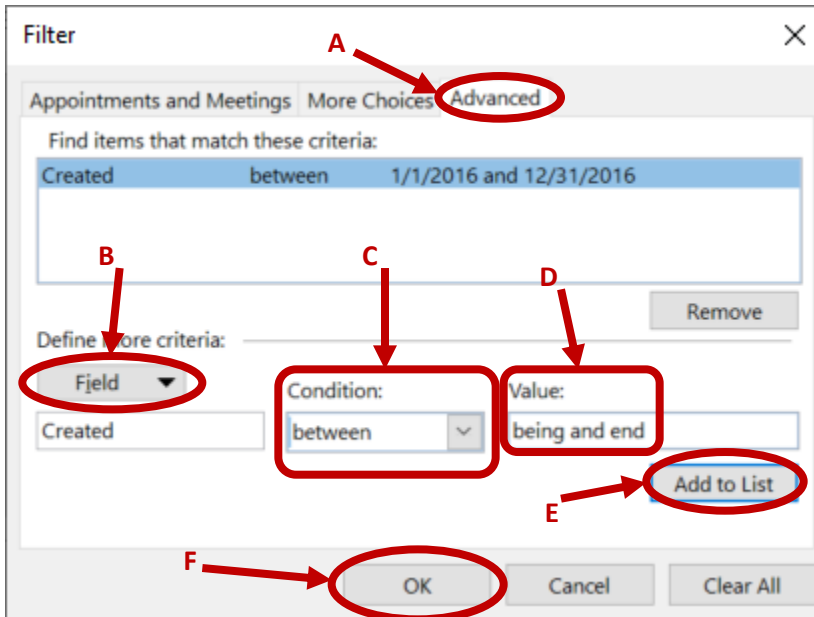 Filter
A
Appointments and Meetings More Choices Advanced
Find items that match these criteria:
Created between 1/1/2016 and 12/31/2016
B C D
Remove
Define more criteria:
Field
Condition: Value:
Created between being and end
Add to List
E
F
OK Cancel Clear All